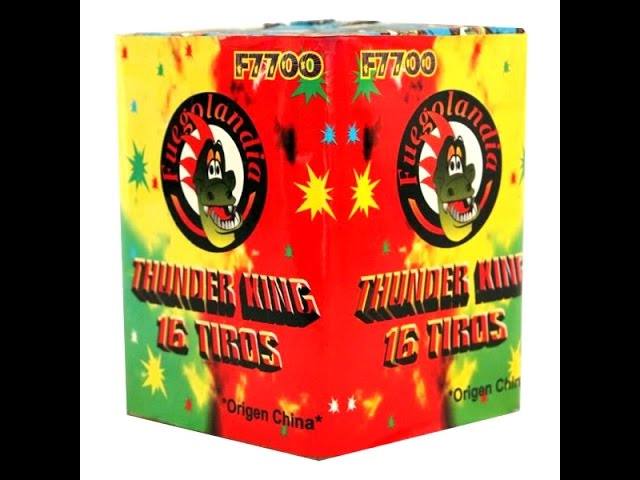 F7700
Fuegolandia
THUNDER KING
16 TIROS
*Origen China*
F7700
Fuegolandia
THUNDER KING
16 TIROS
*Origen Chin